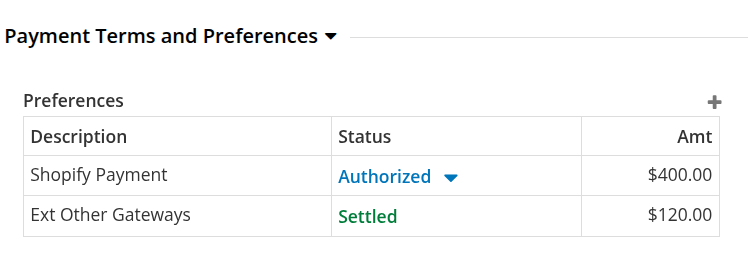 Payment Terms and Preferences
Preferences
Description Status Amt
Shopify Payment Authorized $400.00
Ext Other Gateways Settled $120.00